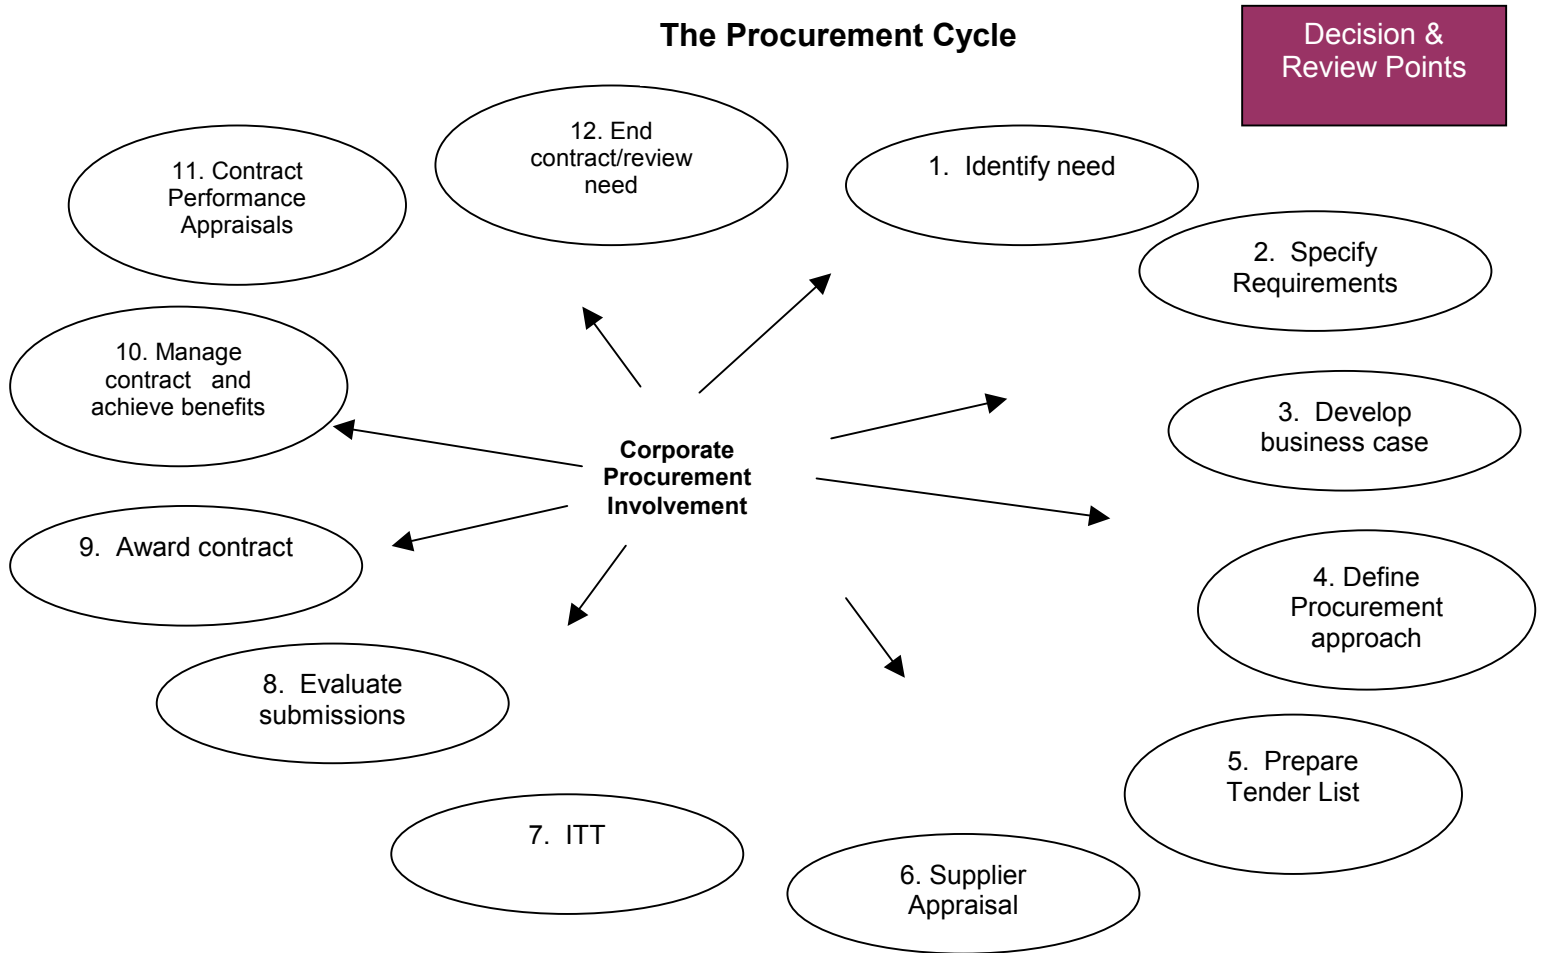 The Procurement Cycle
Decision &
Review Points
1. Identify need
2. Specify
Requirements
3. Develop
business case
4. Define
Procurement
approach
5. Prepare
Tender List
6. Supplier
Appraisal
7. ITT
8. Evaluate
submissions
9. Award contract
10. Manage
contract and
achieve benefits
11. Contract
Performance
Appraisals
12. End
contract/review
need
Corporate
Procurement
Involvement